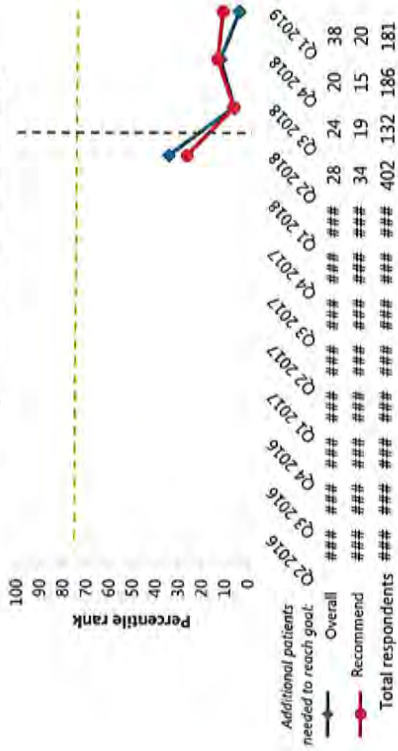 100
90
80
70
60
50
40
30
20
10
0
Percentile rank
Q2 2016
Q3 2016
Q4 2016
Q1 2017
Q2 2017
Q3 2017
Q4 2017
Q1 2018
Q2 2018
Q3 2018
Q4 2018
Q1 2019
Additional patients
needed to reach goal:
Overall ### ### ### ### ### ### ### ### 28 24 20 38
Recommend ### ### ### ### ### ### ### ### 34 19 15 20
Total respondents ### ### ### ### ### ### ### ### 402 132 186 181